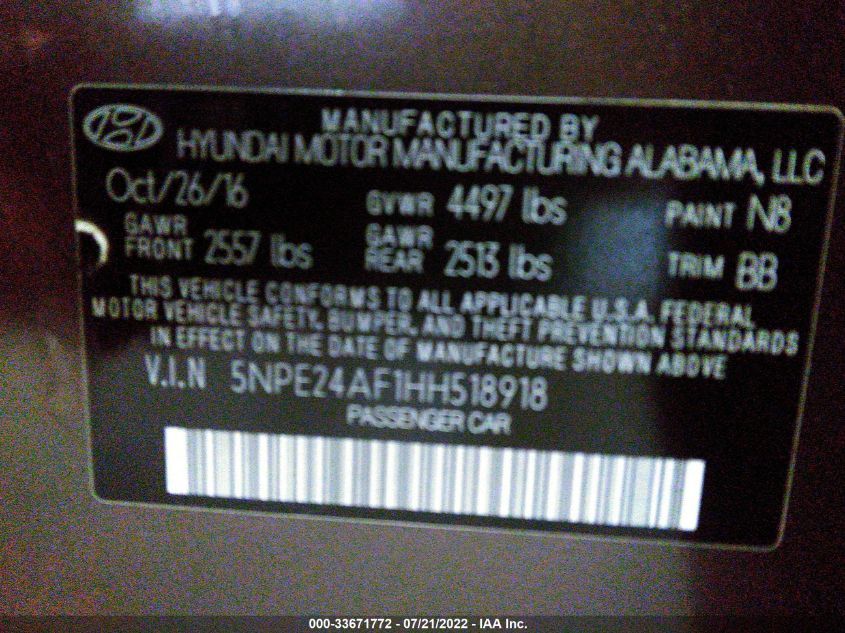 MANUFACTURED BY
HYUNDAI MOTOR MANUFACTURING ALABAMA, LLC
Oct/26/16 GVWR 4497 lbs PAINT N8
GAWR FRONT 2557 lbs GAWR REAR 2513 lbs TRIM BB
THIS VEHICLE CONFORMS TO ALL APPLICABLE U.S.A. FEDERAL
MOTOR VEHICLE SAFETY, BUMPER, AND THEFT PREVENTION STANDARDS
IN EFFECT ON THE DATE OF MANUFACTURE SHOWN ABOVE
V.I.N 5NPE24AF1HH518918
PASSENGER CAR
000-33671772 - 07/21/2022 - IAA Inc.